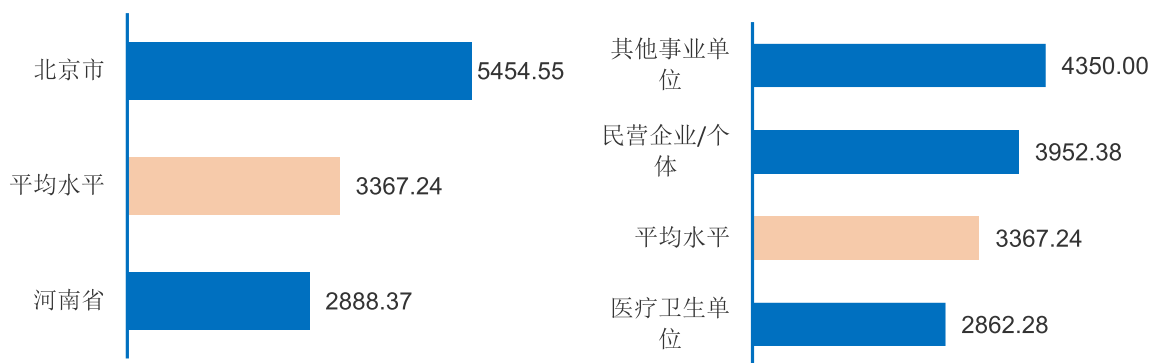 北京市
5454.55
平均水平
3367.24
河南省
2888.37
其他事业单
位
4350.00
民营企业/个
体
3952.38
平均水平
3367.24
医疗卫生单
位
2862.28